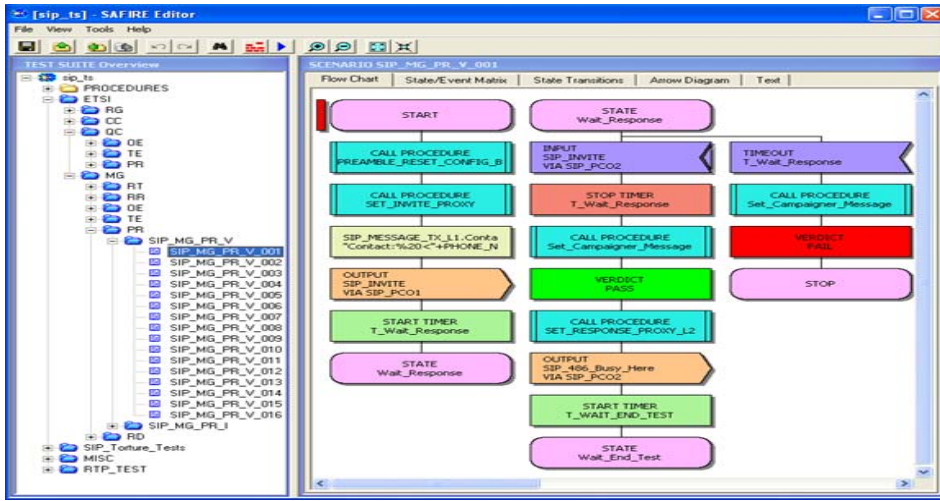 [sip_ts] - SAFIRE Editor
File View Tools Help
TEST SUITE Overview
sip_ts
PROCEDURES
ETSI
RG
CC
QC
OE
TE
PR
MG
RT
RR
OE
TE
PR
SIP_MG_PR_V
SIP_MG_PR_V_001
SIP_MG_PR_V_002
SIP_MG_PR_V_003
SIP_MG_PR_V_004
SIP_MG_PR_V_005
SIP_MG_PR_V_006
SIP_MG_PR_V_007
SIP_MG_PR_V_008
SIP_MG_PR_V_009
SIP_MG_PR_V_010
SIP_MG_PR_V_011
SIP_MG_PR_V_012
SIP_MG_PR_V_013
SIP_MG_PR_V_014
SIP_MG_PR_V_015
SIP_MG_PR_V_016
SIP_MG_PR_I
RD
SIP_Torture_Tests
MISC
RTP_TEST
SCENARIO SIP_MG_PR_V_001
Flow Chart State/Event Matrix State Transitions Arrow Diagram Text
START
CALL PROCEDURE
PREAMBLE_RESET_CONFIG_B
CALL PROCEDURE
SET_INVITE_PROXY
SIP_MESSAGE_TX_L1.Conta
"Contact:%20<"+PHONE_N
OUTPUT
SIP_INVITE
VIA SIP_PCO1
START TIMER
T_Wait_Response
STATE
Wait_Response
STATE
Wait_Response
INPUT
SIP_INVITE
VIA SIP_PCO2
STOP TIMER
T_Wait_Response
CALL PROCEDURE
Set_Campaigner_Message
VERDICT
PASS
CALL PROCEDURE
SET_RESPONSE_PROXY_L2
OUTPUT
SIP_486_Busy_Here
VIA SIP_PCO2
START TIMER
T_WAIT_END_TEST
STATE
Wait_End_Test
TIMEOUT
T_Wait_Response
CALL PROCEDURE
Set_Campaigner_Message
VERDICT
FAIL
STOP